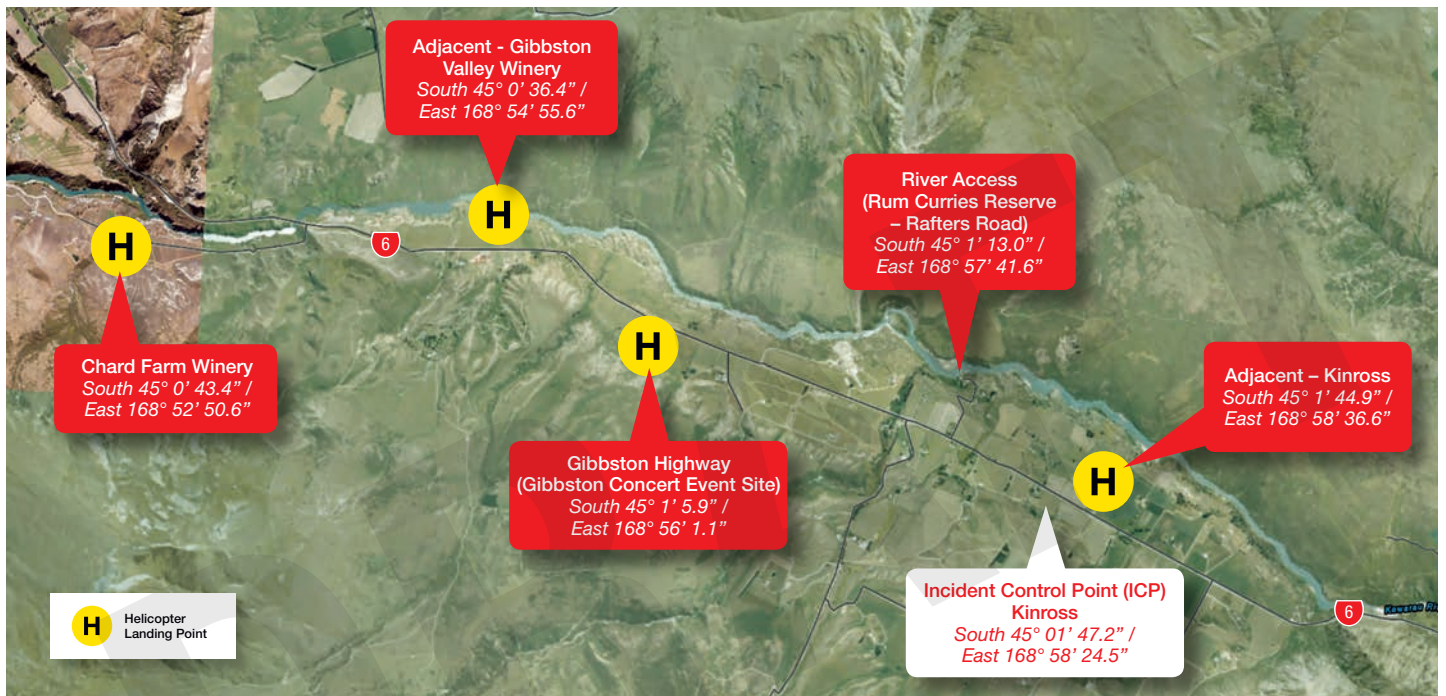 Adjacent - Gibbston
Valley Winery
South 45° 0’ 36.4” /
East 168° 54’ 55.6”
River Access
(Rum Curries Reserve
– Rafters Road)
South 45° 1’ 13.0” /
East 168° 57’ 41.6”
H
H
6
Chard Farm Winery
South 45° 0’ 43.4” /
East 168° 52’ 50.6”
H
Adjacent – Kinross
South 45° 1’ 44.9” /
East 168° 58’ 36.6”
Gibbston Highway
(Gibbston Concert Event Site)
South 45° 1’ 5.9” /
East 168° 56’ 1.1”
H
Incident Control Point (ICP)
Kinross
South 45° 01’ 47.2” /
East 168° 58’ 24.5”
H
Helicopter
Landing Point
6
Kawarau